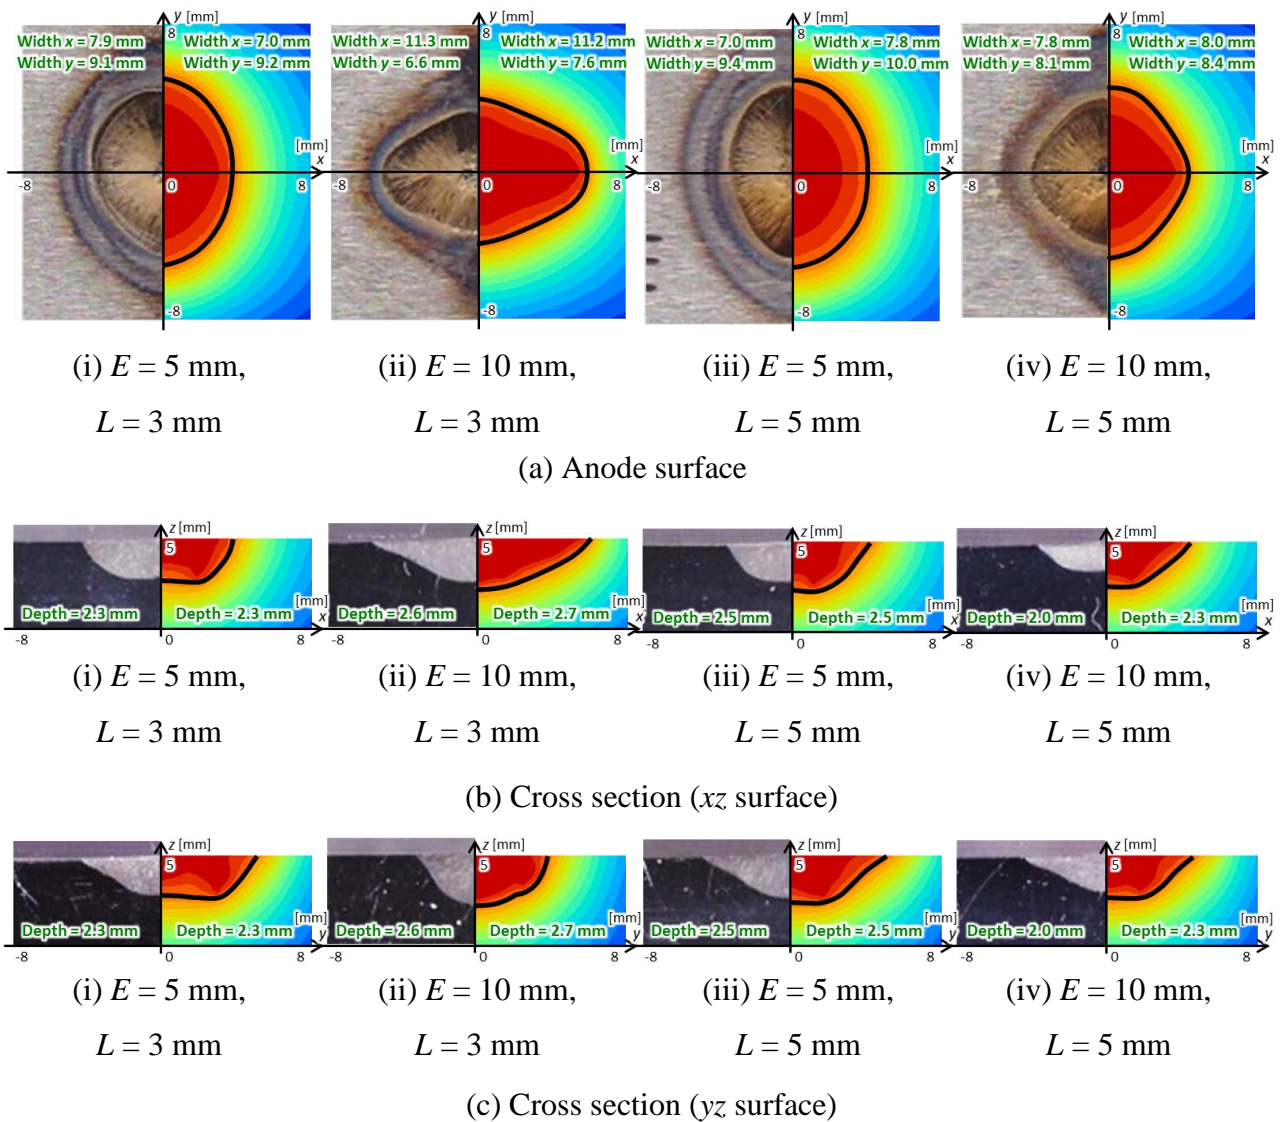 y [mm] y [mm] y [mm] y [mm]
8 8 8 8
Width x = 7.9 mm Width x = 7.0 mm Width x = 11.3 mm Width x = 11.2 mm Width x = 7.0 mm Width x = 7.8 mm Width x = 7.8 mm Width x = 8.0 mm
Width y = 9.1 mm Width y = 9.2 mm Width y = 6.6 mm Width y = 7.6 mm Width y = 9.4 mm Width y = 10.0 mm Width y = 8.1 mm Width y = 8.4 mm
[mm] [mm] [mm] [mm]
x x x x
-8 0 8 -8 0 8 -8 0 8 -8 0 8
-8 -8 -8 -8
(i) E = 5 mm, (ii) E = 10 mm, (iii) E = 5 mm, (iv) E = 10 mm,
L = 3 mm L = 3 mm L = 5 mm L = 5 mm
(a) Anode surface
z [mm] z [mm] z [mm] z [mm]
5 5 5 5
[mm] [mm] [mm] [mm]
Depth = 2.3 mm Depth = 2.3 mm Depth = 2.6 mm Depth = 2.7 mm Depth = 2.5 mm Depth = 2.5 mm Depth = 2.0 mm Depth = 2.3 mm
x x x x
-8 0 8 -8 0 8 -8 0 8 -8 0 8
(i) E = 5 mm, (ii) E = 10 mm, (iii) E = 5 mm, (iv) E = 10 mm,
L = 3 mm L = 3 mm L = 5 mm L = 5 mm
(b) Cross section (xz surface)
z [mm] z [mm] z [mm] z [mm]
5 5 5 5
[mm] [mm] [mm] [mm]
Depth = 2.3 mm Depth = 2.3 mm Depth = 2.6 mm Depth = 2.7 mm Depth = 2.5 mm Depth = 2.5 mm Depth = 2.0 mm Depth = 2.3 mm
y y y y
-8 0 8 -8 0 8 -8 0 8 -8 0 8
(i) E = 5 mm, (ii) E = 10 mm, (iii) E = 5 mm, (iv) E = 10 mm,
L = 3 mm L = 3 mm L = 5 mm L = 5 mm
(c) Cross section (yz surface)